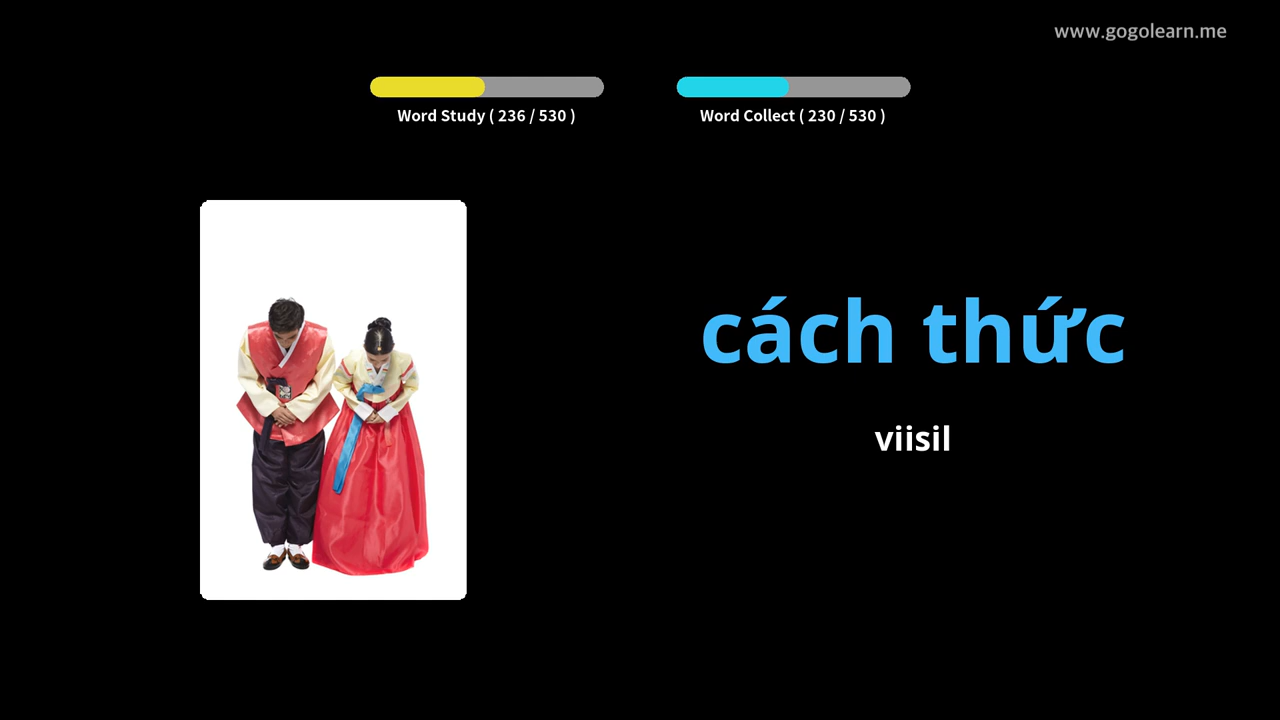 www.gogolearn.me
Word Study ( 236 / 530 )
Word Collect ( 230 / 530 )
cách thức
viisil